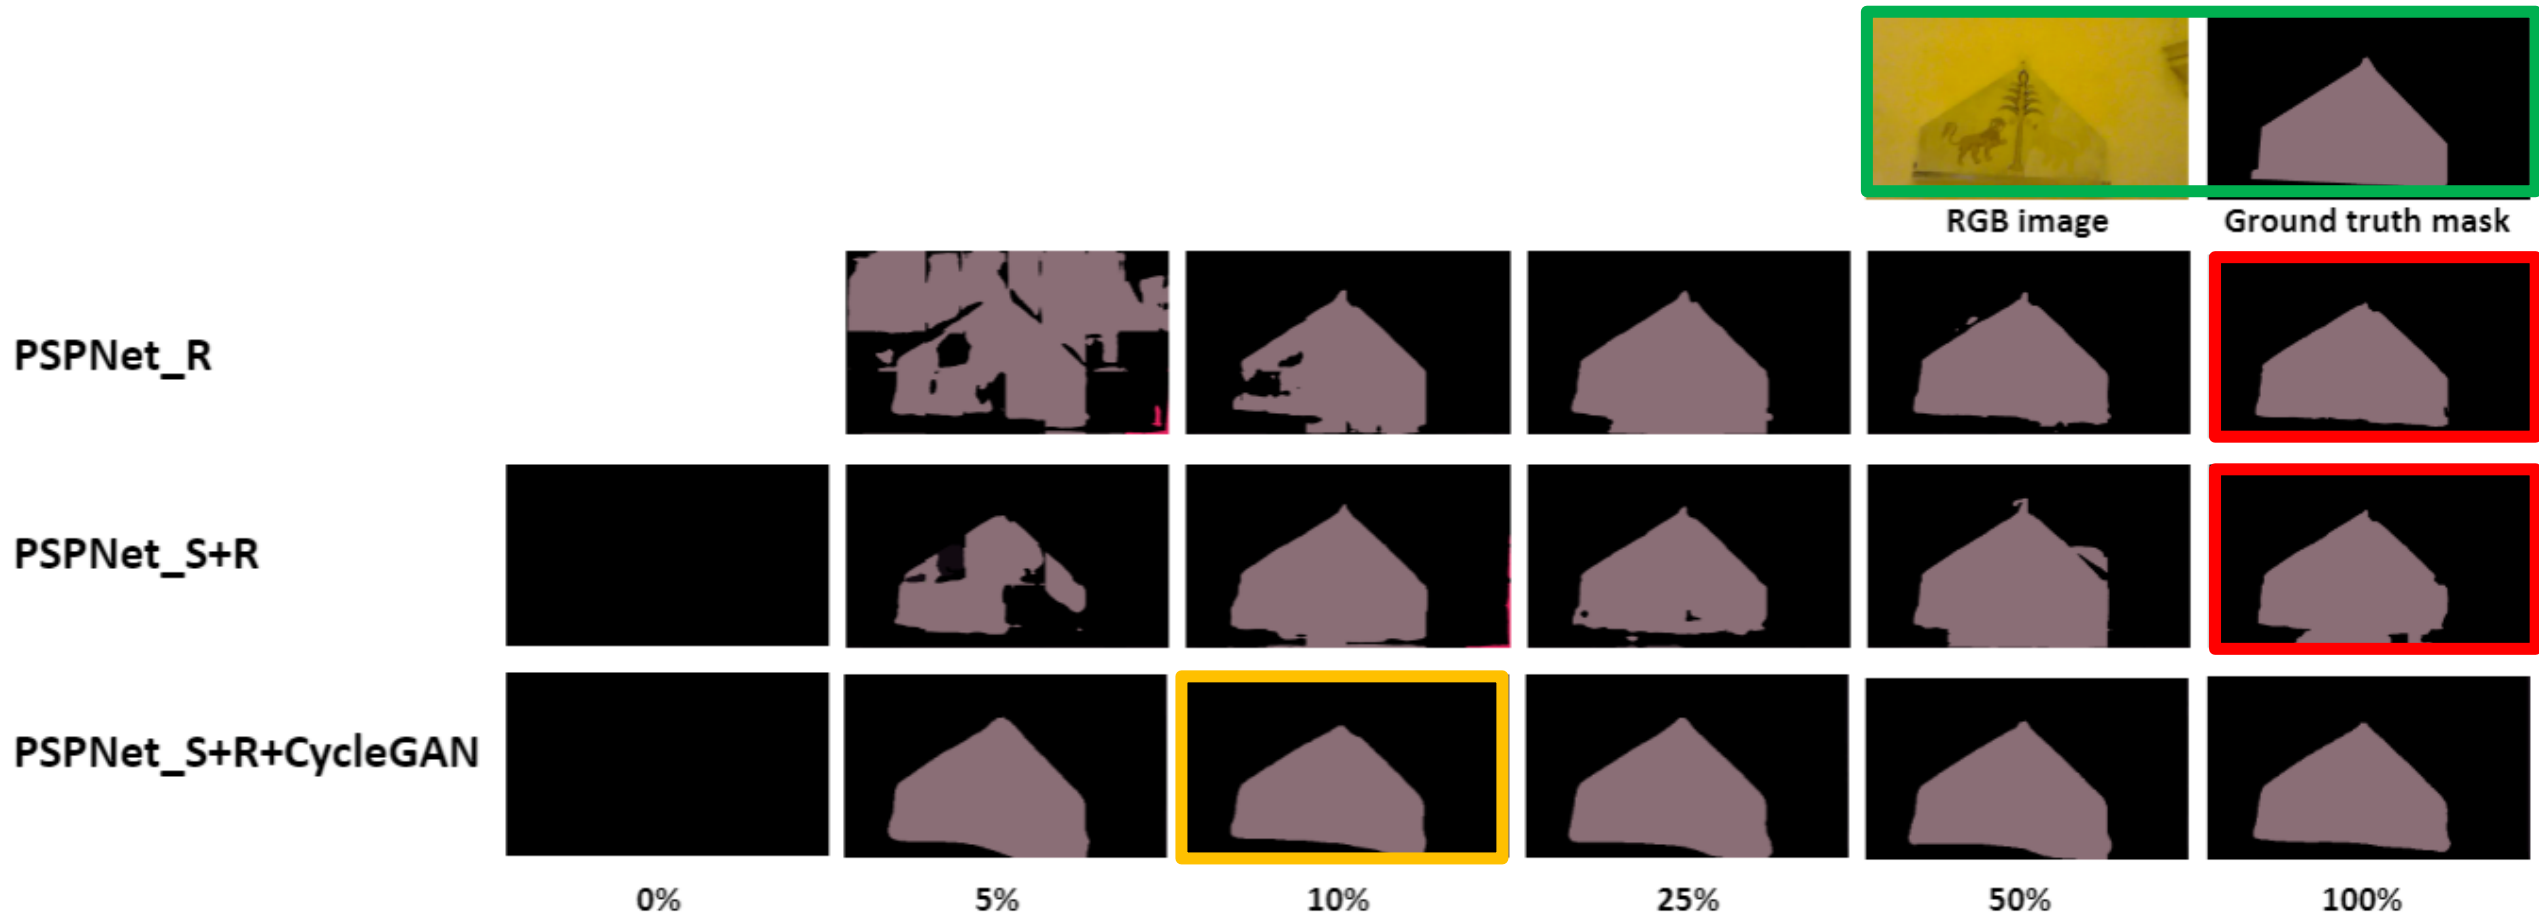 RGB image
Ground truth mask
PSPNet_R
PSPNet_S+R
PSPNet_S+R+CycleGAN
0%
5%
10%
25%
50%
100%